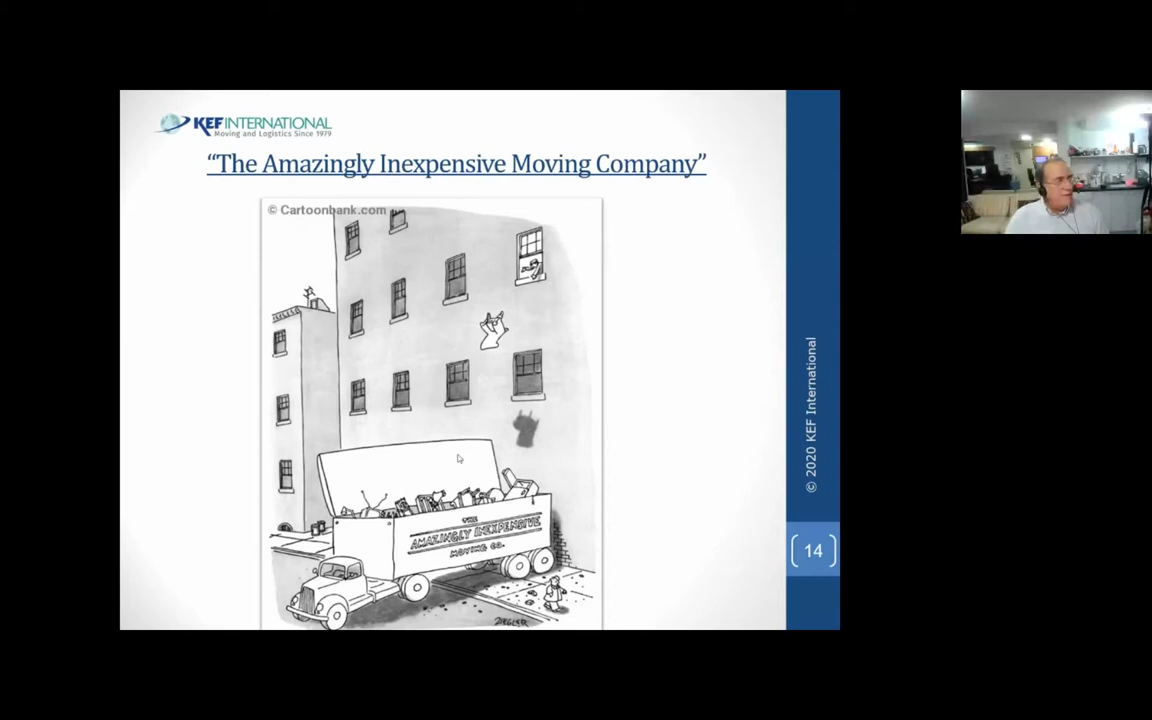 KEF INTERNATIONAL
Moving and Logistics Since 1979
“The Amazingly Inexpensive Moving Company”
© Cartoonbank.com
THE
AMAZINGLY INEXPENSIVE
MOVING CO.
ZIEGLER
© 2020 KEF International
14